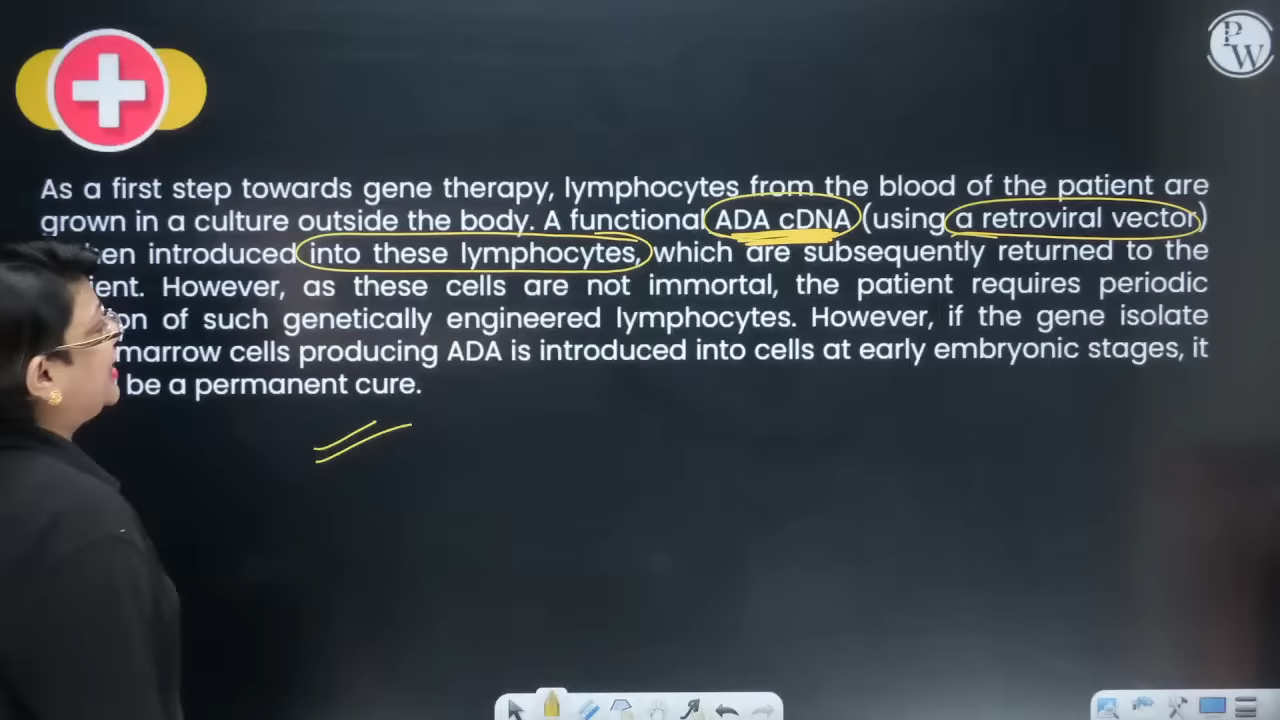 PW
As a first step towards gene therapy, lymphocytes from the blood of the patient are
grown in a culture outside the body. A functional ADA cDNA (using a retroviral vector)
introduced into these lymphocytes, which are subsequently returned to the
However, as these cells are not immortal, the patient requires periodic
of such genetically engineered lymphocytes. However, if the gene isolate
marrow cells producing ADA is introduced into cells at early embryonic stages, it
be a permanent cure.